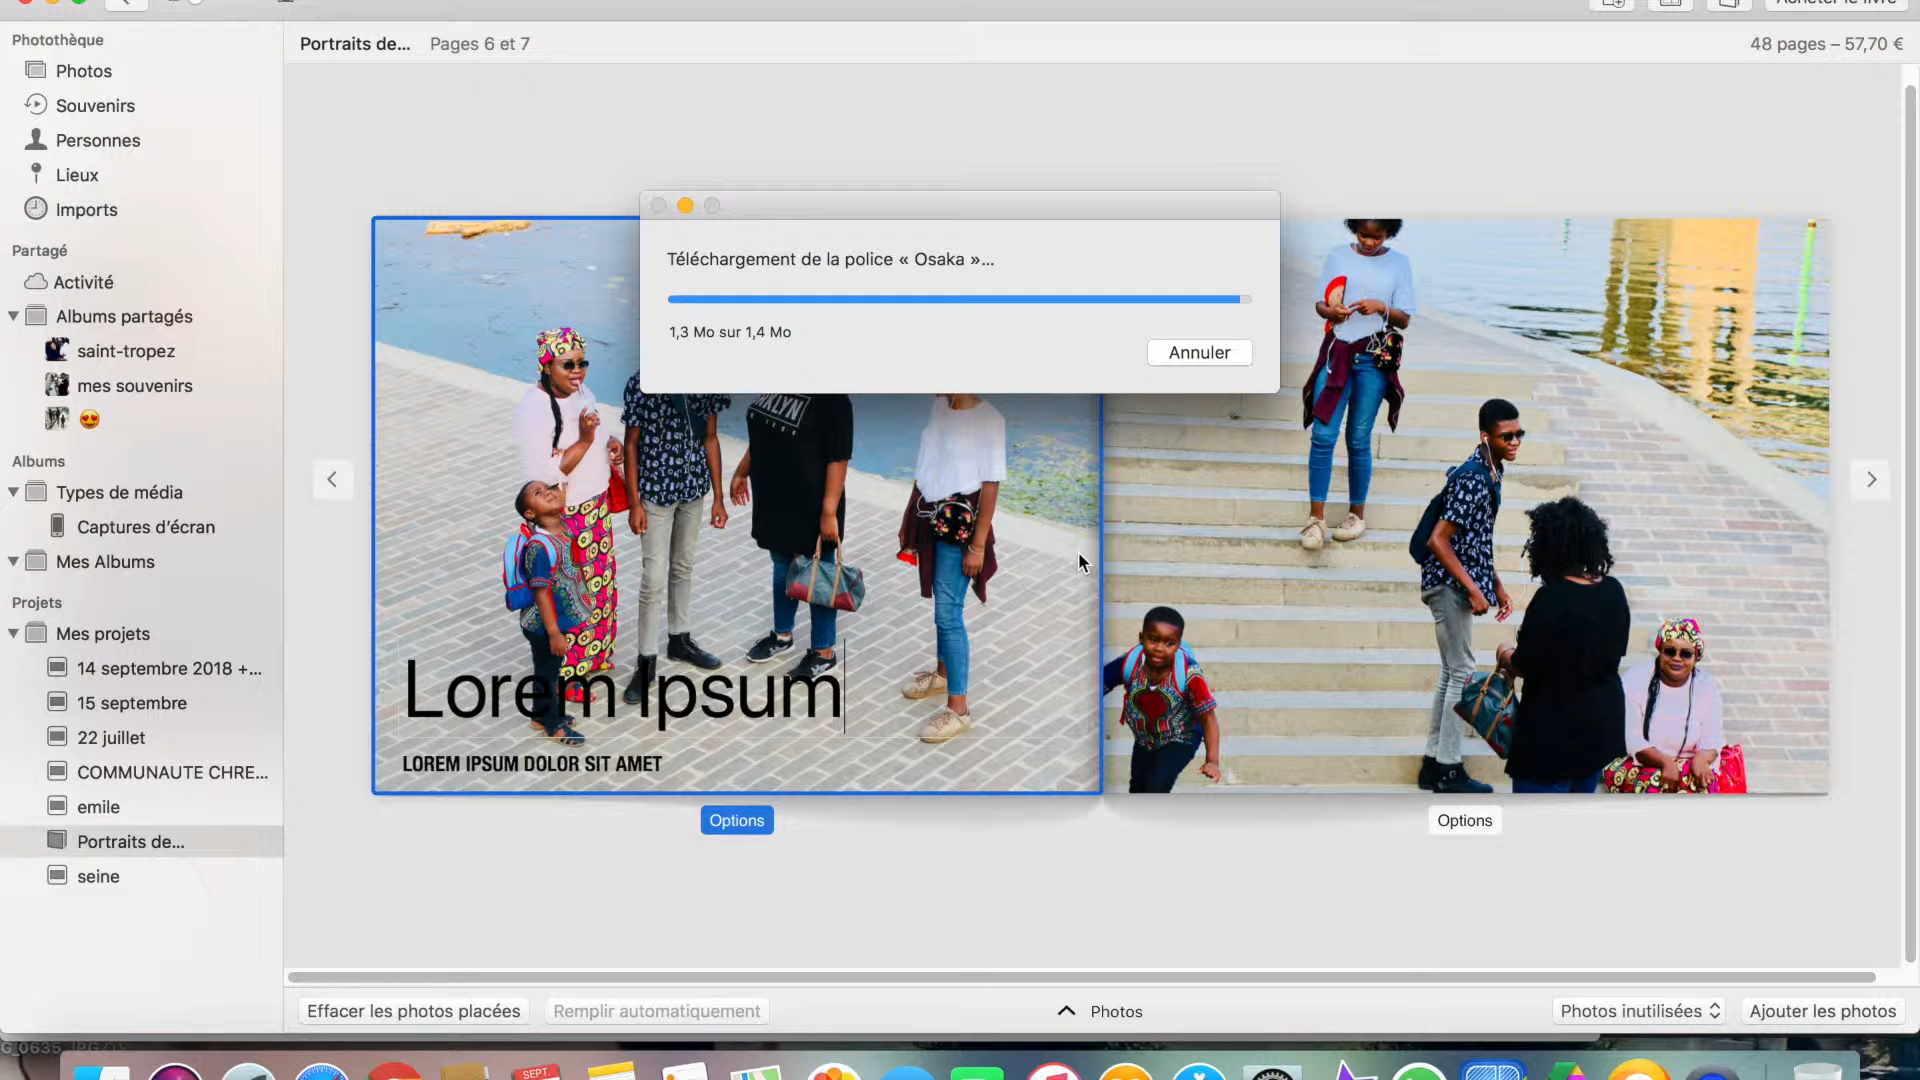 Acheter le livre
Photothèque
Photos
Souvenirs
Personnes
Lieux
Imports
Partagé
Activité
Albums partagés
saint-tropez
mes souvenirs
Albums
Types de média
Captures d’écran
Mes Albums
Projets
Mes projets
14 septembre 2018 +...
15 septembre
22 juillet
COMMUNAUTE CHRE...
emile
Portraits de...
seine
Portraits de... Pages 6 et 7
48 pages – 57,70 €
Téléchargement de la police « Osaka »...
1,3 Mo sur 1,4 Mo
Annuler
Lorem Ipsum
LOREM IPSUM DOLOR SIT AMET
Options
Options
Effacer les photos placées
Remplir automatiquement
Photos
Photos inutilisées
Ajouter les photos
SEPT.